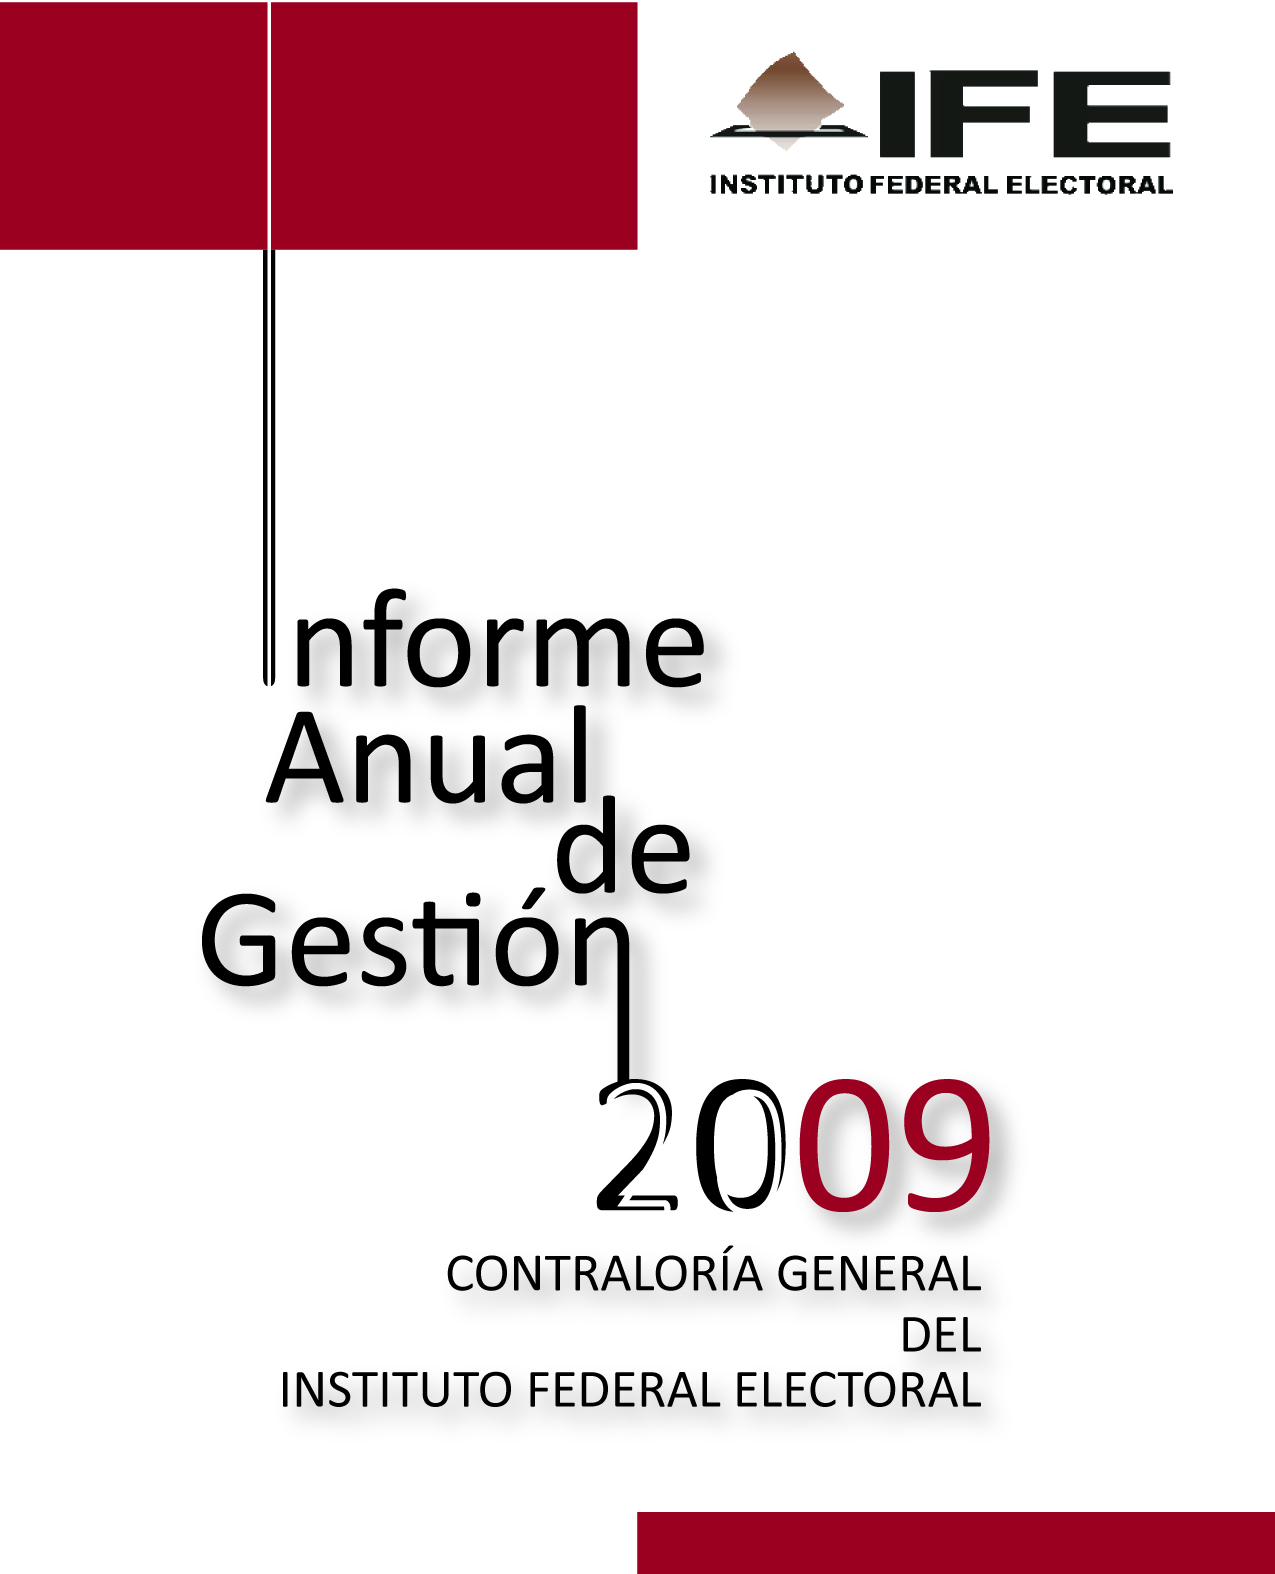 IFE
INSTITUTO FEDERAL ELECTORAL
Informe
Anual
de
Gestión
2009
CONTRALORÍA GENERAL
DEL
INSTITUTO FEDERAL ELECTORAL